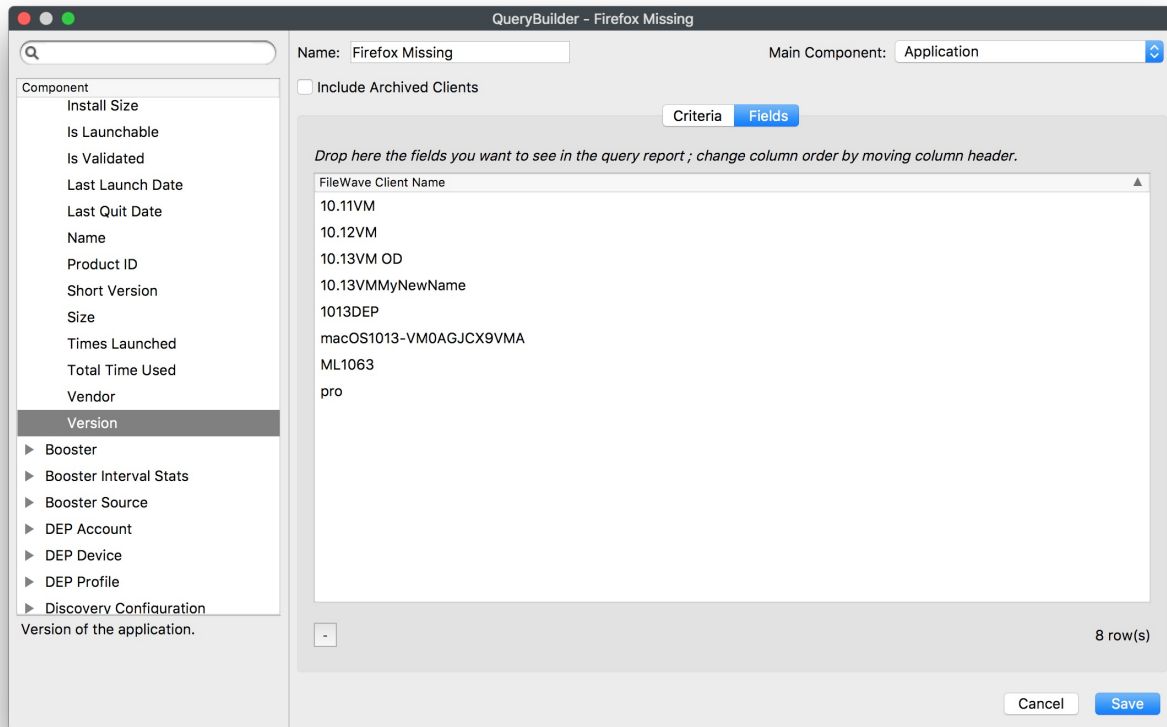 QueryBuilder - Firefox Missing
Component
Install Size
Is Launchable
Is Validated
Last Launch Date
Last Quit Date
Name
Product ID
Short Version
Size
Times Launched
Total Time Used
Vendor
Version
Booster
Booster Interval Stats
Booster Source
DEP Account
DEP Device
DEP Profile
Discovery Configuration
Version of the application.
Name: Firefox Missing
Main Component: Application
Include Archived Clients
Criteria Fields
Drop here the fields you want to see in the query report ; change column order by moving column header.
FileWave Client Name
10.11VM
10.12VM
10.13VM OD
10.13VMMyNewName
1013DEP
macOS1013-VM0AGJCX9VMA
ML1063
pro
-
8 row(s)
Cancel Save